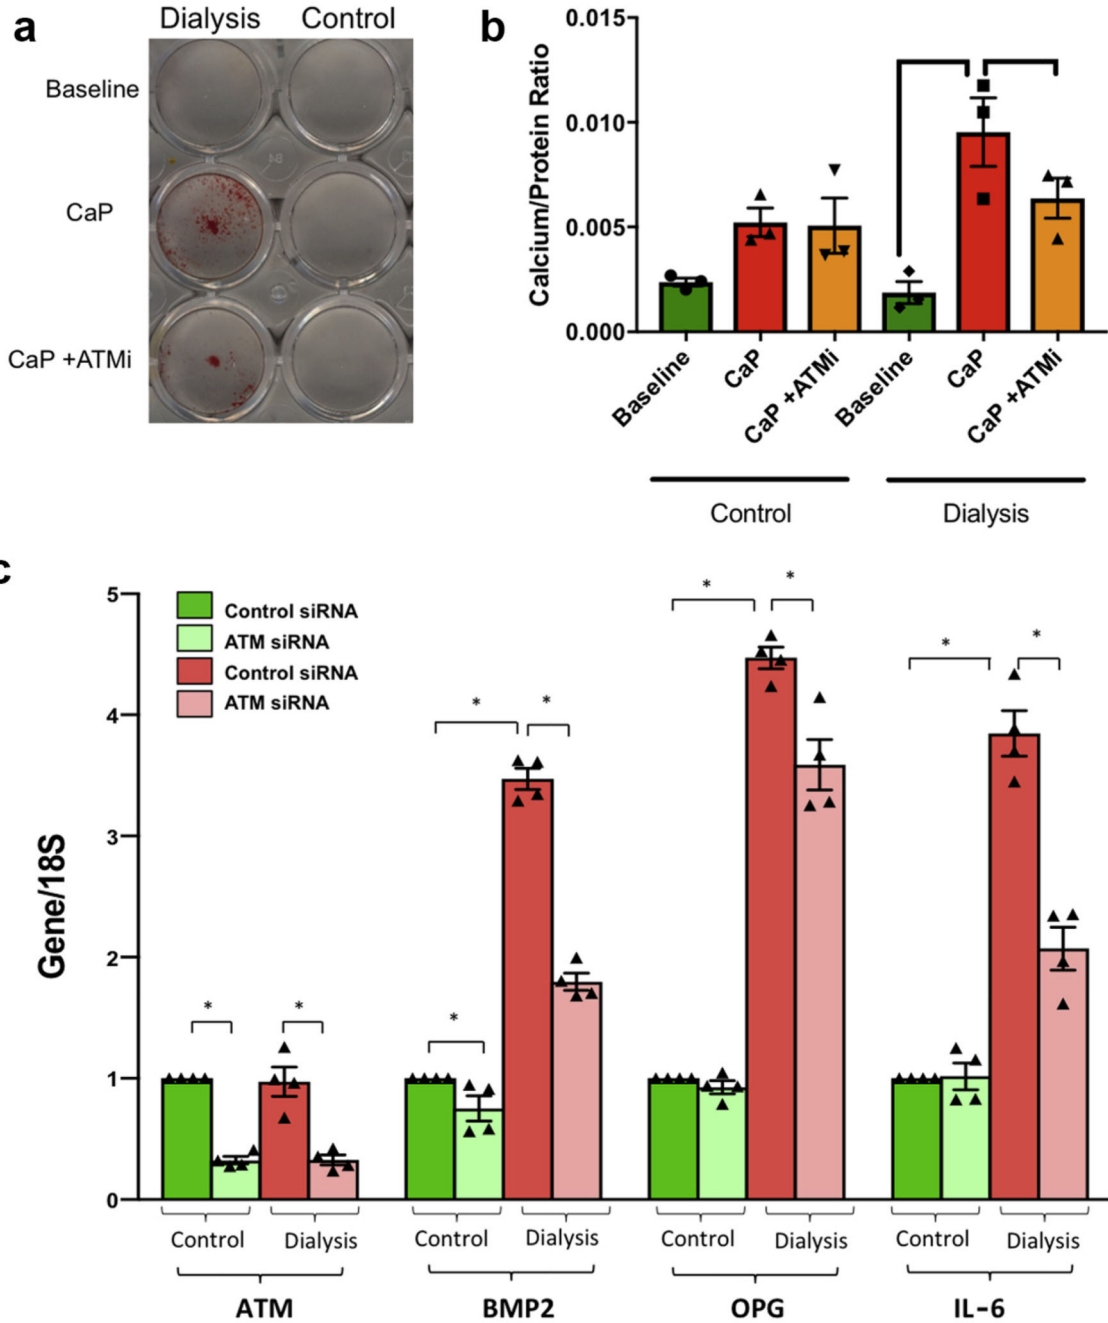 a
Dialysis Control
Baseline
CaP
CaP +ATMi
b
Calcium/Protein Ratio
0.015
0.010
0.005
0.000
Baseline
CaP
CaP +ATMi
Baseline
CaP
CaP +ATMi
Control
Dialysis
c
Gene/18S
5
4
3
2
1
0
Control siRNA
ATM siRNA
Control siRNA
ATM siRNA
* *
* * *
* *
* *
Control Dialysis Control Dialysis Control Dialysis Control Dialysis
ATM BMP2 OPG IL-6